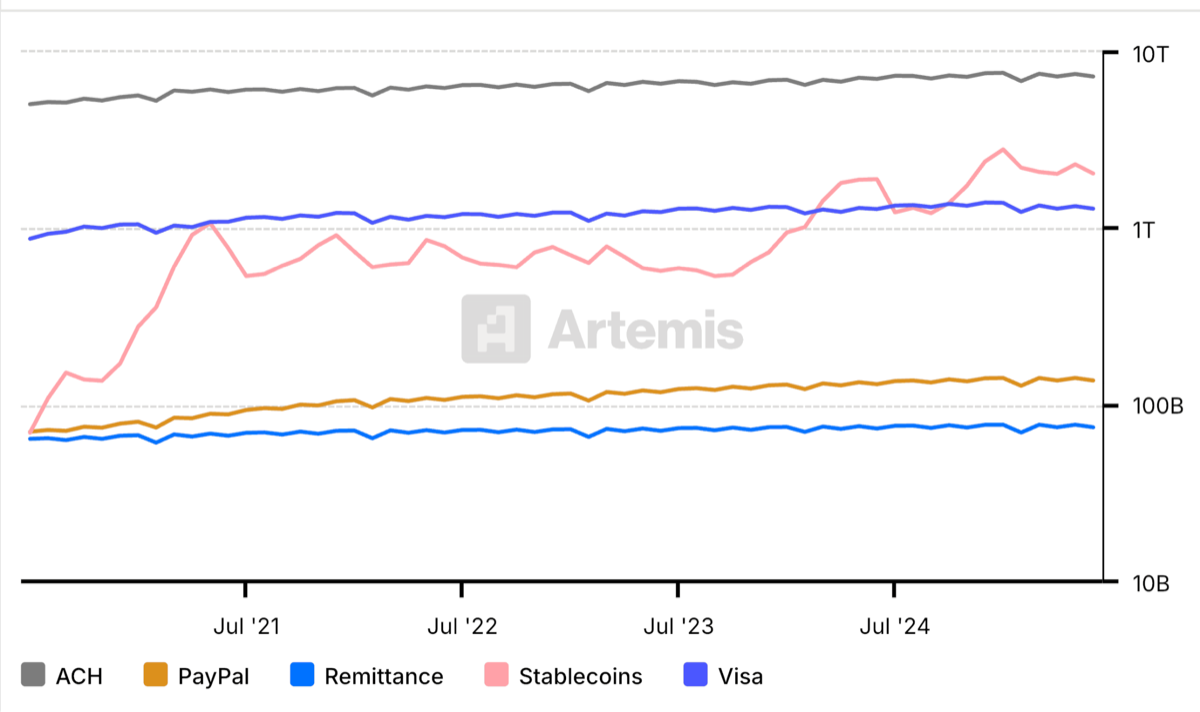 10T
1T
Artemis
100B
10B
Jul '21 Jul '22 Jul '23 Jul '24
ACH PayPal Remittance Stablecoins Visa